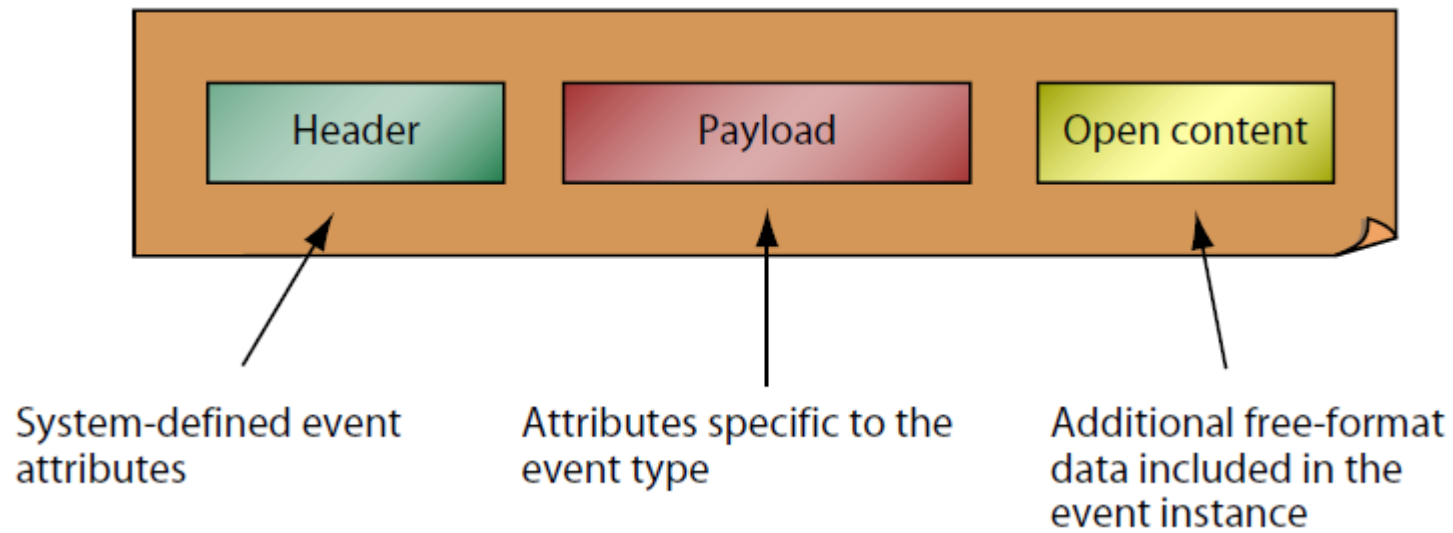 Header
Payload
Open content
System-defined event
attributes
Attributes specific to the
event type
Additional free-format
data included in the
event instance